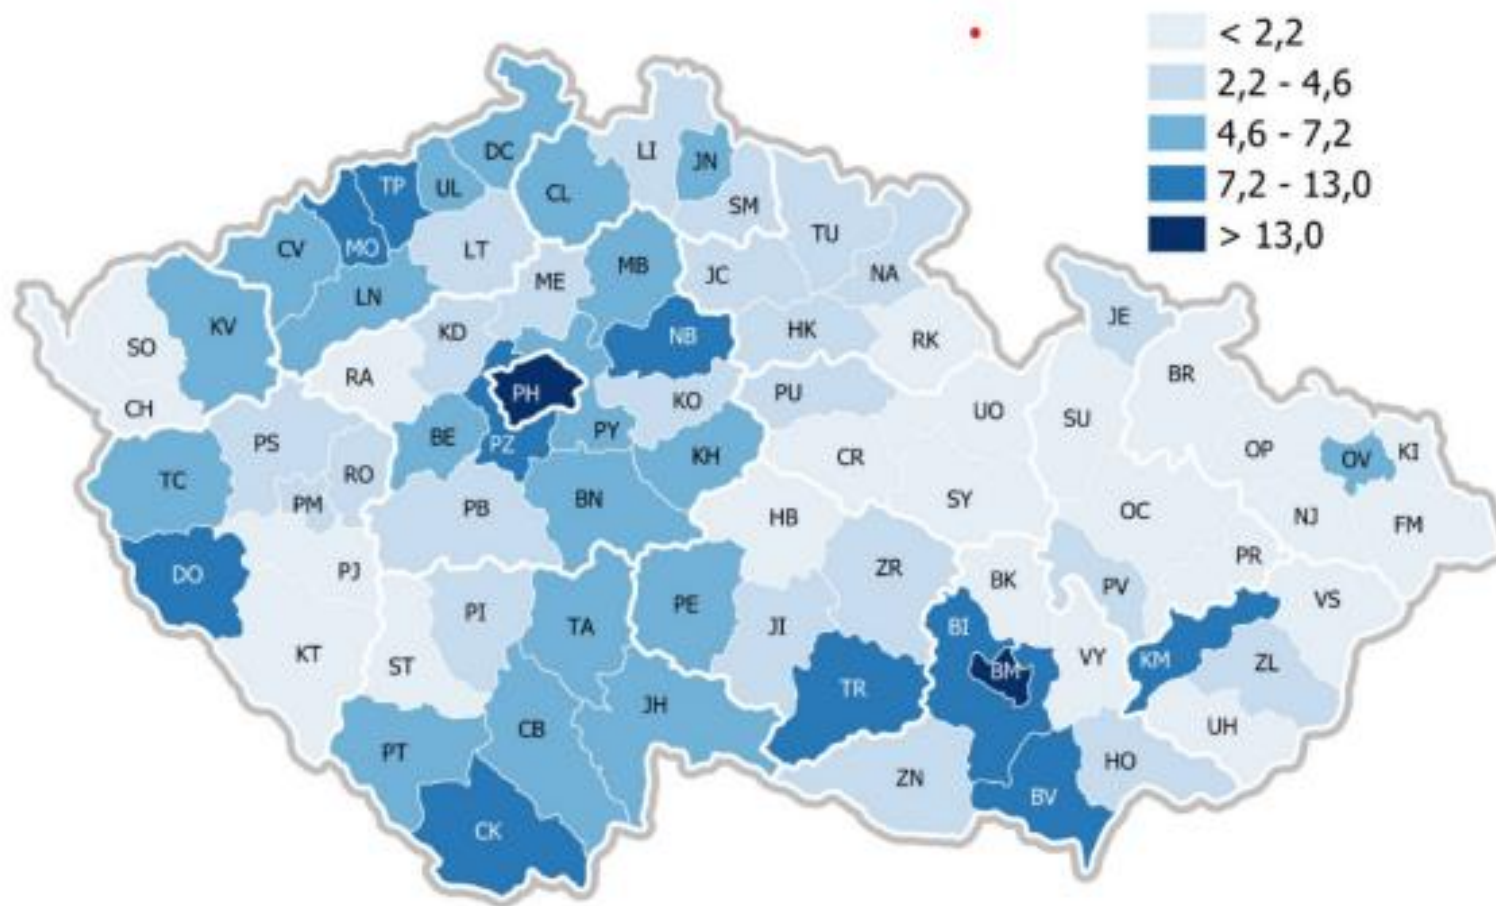 < 2,2
2,2 - 4,6
4,6 - 7,2
7,2 - 13,0
> 13,0
DC
LI
JN
TP
UL
CL
SM
TU
CV
MO
LT
ME
MB
JC
NA
LN
KV
KD
NB
HK
RK
JE
SO
RA
PH
KO
PU
BR
CH
BE
PZ
PY
UO
SU
PS
KH
CR
OP
OV
KI
TC
RO
PM
PB
BN
HB
SY
OC
NJ
FM
DO
PJ
ZR
BK
PR
PV
VS
PI
TA
PE
JI
BI
KT
ST
TR
BM
VY
KM
ZL
PT
CB
JH
UH
ZN
HO
BV
CK